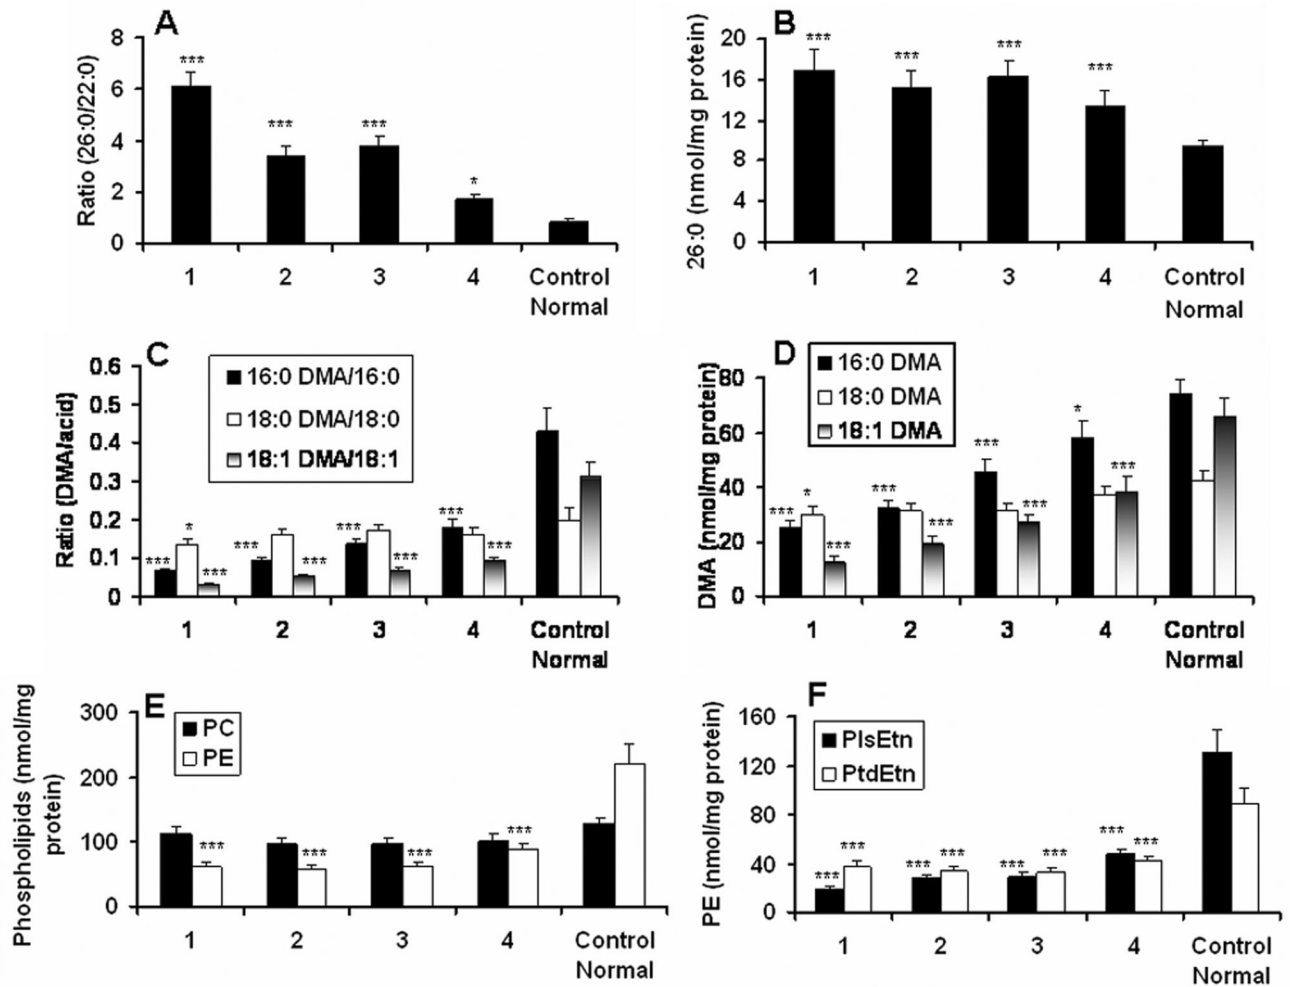 A
Ratio (26:0/22:0)
8
6
4
2
0
***
***
***
*
1
2
3
4
Control
Normal
B
26:0 (nmol/mg protein)
20
16
12
8
4
0
***
***
***
***
1
2
3
4
Control
Normal
C
Ratio (DMA/acid)
0.6
0.5
0.4
0.3
0.2
0.1
0
16:0 DMA/16:0
18:0 DMA/18:0
18:1 DMA/18:1
***
*
***
***
***
***
***
***
***
1
2
3
4
Control
Normal
D
DMA (nmol/mg protein)
80
60
40
20
0
16:0 DMA
18:0 DMA
18:1 DMA
***
*
***
***
***
***
***
*
***
1
2
3
4
Control
Normal
E
Phospholipids (nmol/mg
protein)
300
200
100
0
PC
PE
***
***
***
***
1
2
3
4
Control
Normal
F
PE (nmol/mg protein)
160
120
80
40
0
PlsEtn
PtdEtn
***
***
***
***
***
***
***
***
1
2
3
4
Control
Normal